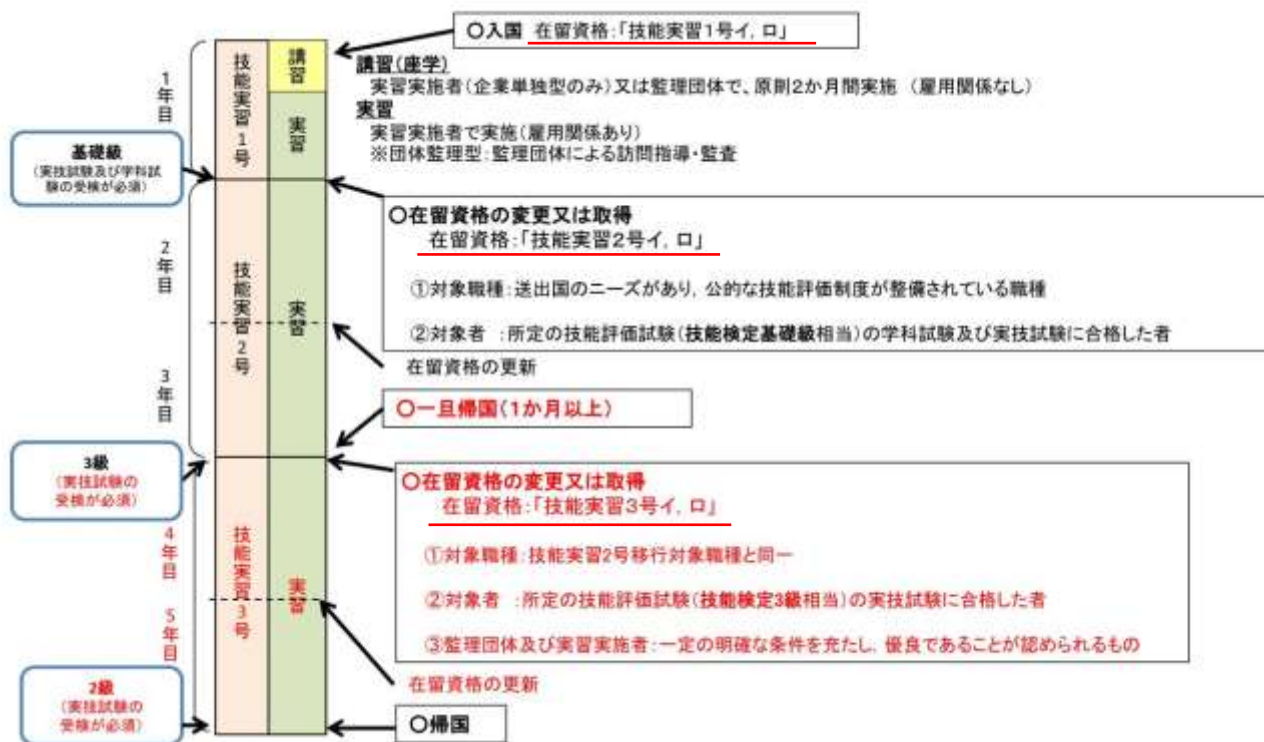 〇入国 在留資格:「技能実習1号イ, ロ」
講習(座学)
実習実施者(企業単独型のみ)又は監理団体で、原則2か月間実施 (雇用関係なし)
実習
実習実施者で実施(雇用関係あり)
※団体監理型:監理団体による訪問指導・監査
1年目
技能実習1号
講習
実習
基礎級
(実技試験及び学科試
験の受検が必須)
〇在留資格の変更又は取得
在留資格:「技能実習2号イ, ロ」
①対象職種:送出国のニーズがあり, 公的な技能評価制度が整備されている職種
②対象者 :所定の技能評価試験(技能検定基礎級相当)の学科試験及び実技試験に合格した者
2年目
技能実習2号
実習
在留資格の更新
3年目
〇一旦帰国(1か月以上)
3級
(実技試験の
受検が必須)
〇在留資格の変更又は取得
在留資格:「技能実習3号イ, ロ」
①対象職種:技能実習2号移行対象職種と同一
②対象者 :所定の技能評価試験(技能検定3級相当)の実技試験に合格した者
③監理団体及び実習実施者:一定の明確な条件を充たし, 優良であることが認められるもの
4年目
技能実習3号
実習
5年目
在留資格の更新
2級
(実技試験の
受検が必須)
〇帰国